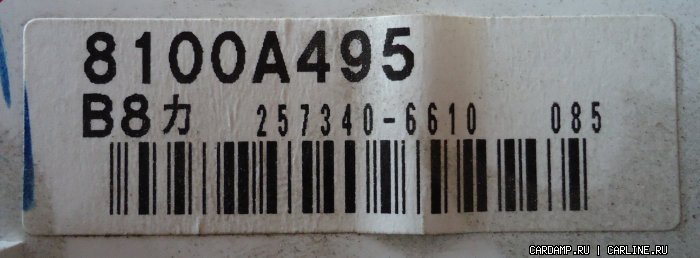 8100A495
B8カ 257340-6610 085
CARDAMP.RU | CARLINE.RU